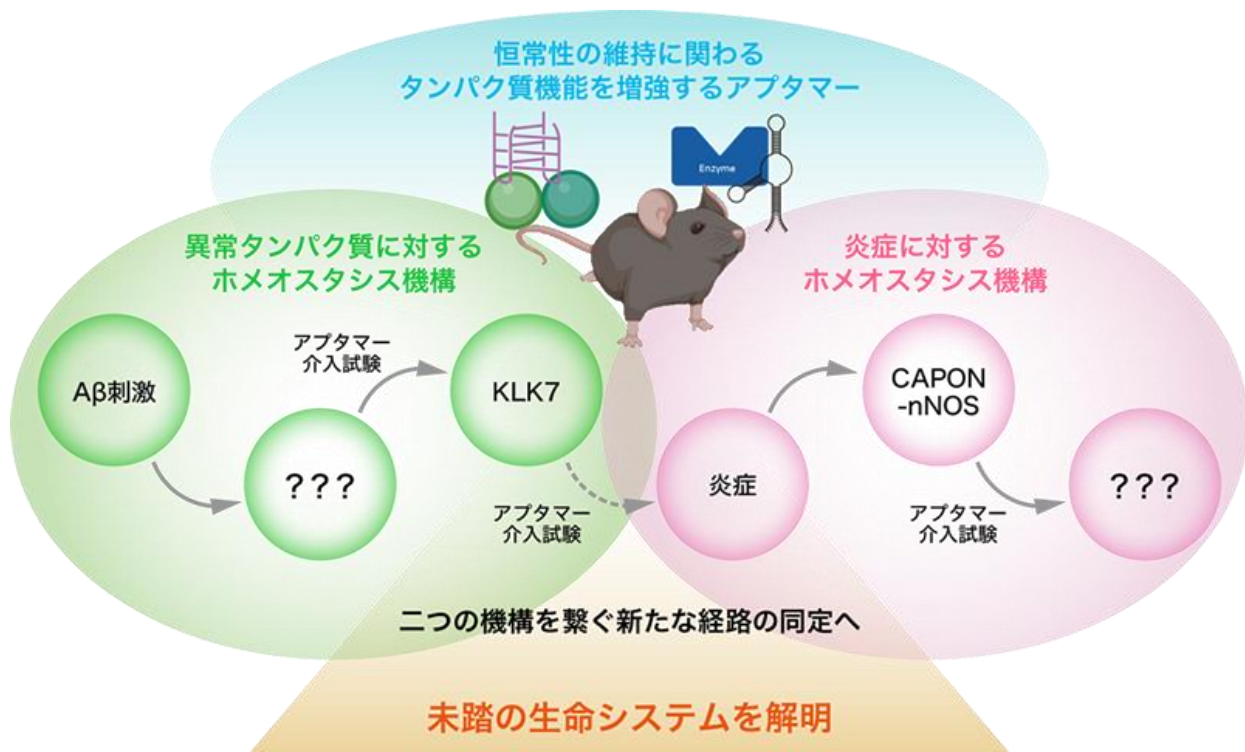 恒常性の維持に関わる
タンパク質機能を増強するアプタマー
Enzyme
異常タンパク質に対する
ホメオスタシス機構
炎症に対する
ホメオスタシス機構
Aβ刺激
？？？
アプタマー
介入試験
KLK7
アプタマー
介入試験
炎症
CAPON
-nNOS
アプタマー
介入試験
？？？
二つの機構を繋ぐ新たな経路の同定へ
未踏の生命システムを解明